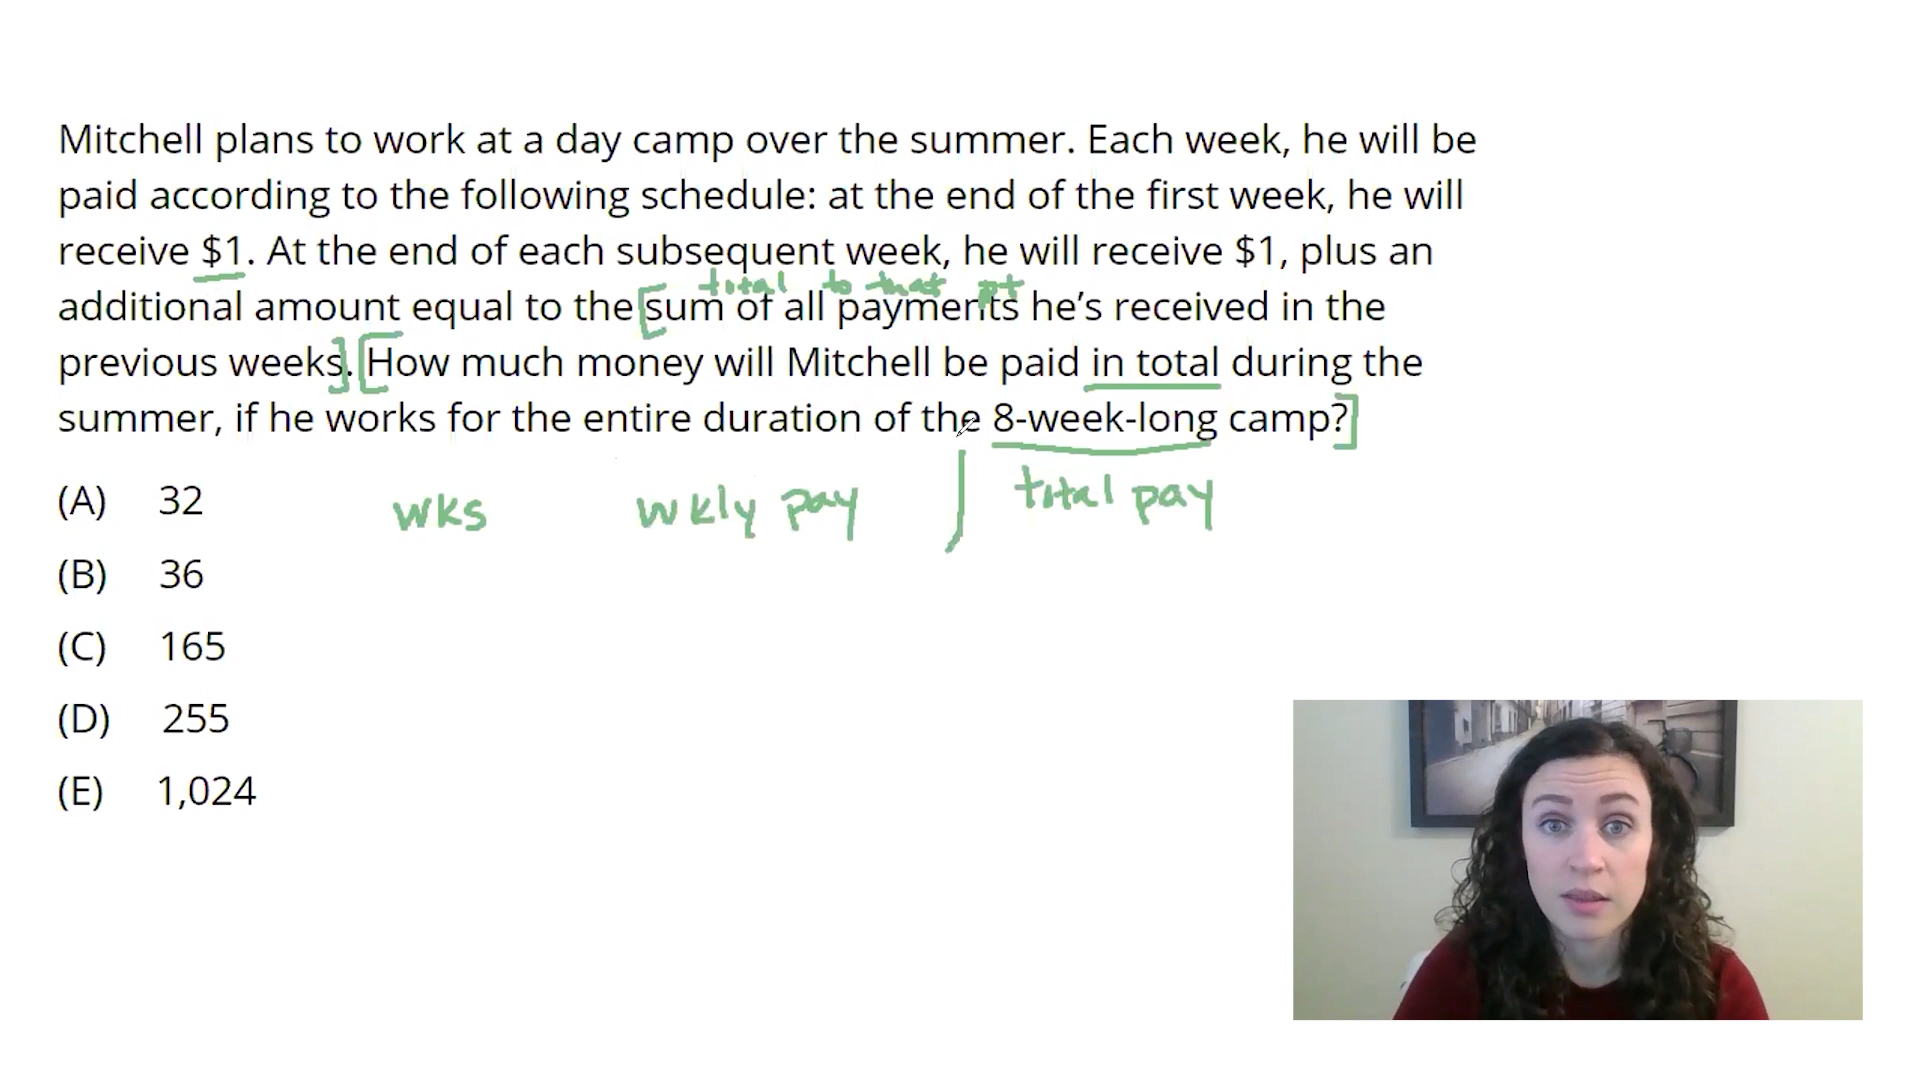 Mitchell plans to work at a day camp over the summer. Each week, he will be
paid according to the following schedule: at the end of the first week, he will
receive $1. At the end of each subsequent week, he will receive $1, plus an
total to that pt
additional amount equal to the [sum of all payments he’s received in the
previous weeks]. [How much money will Mitchell be paid in total during the
summer, if he works for the entire duration of the 8-week-long camp?]
wks wkly pay total pay
(A) 32
(B) 36
(C) 165
(D) 255
(E) 1,024